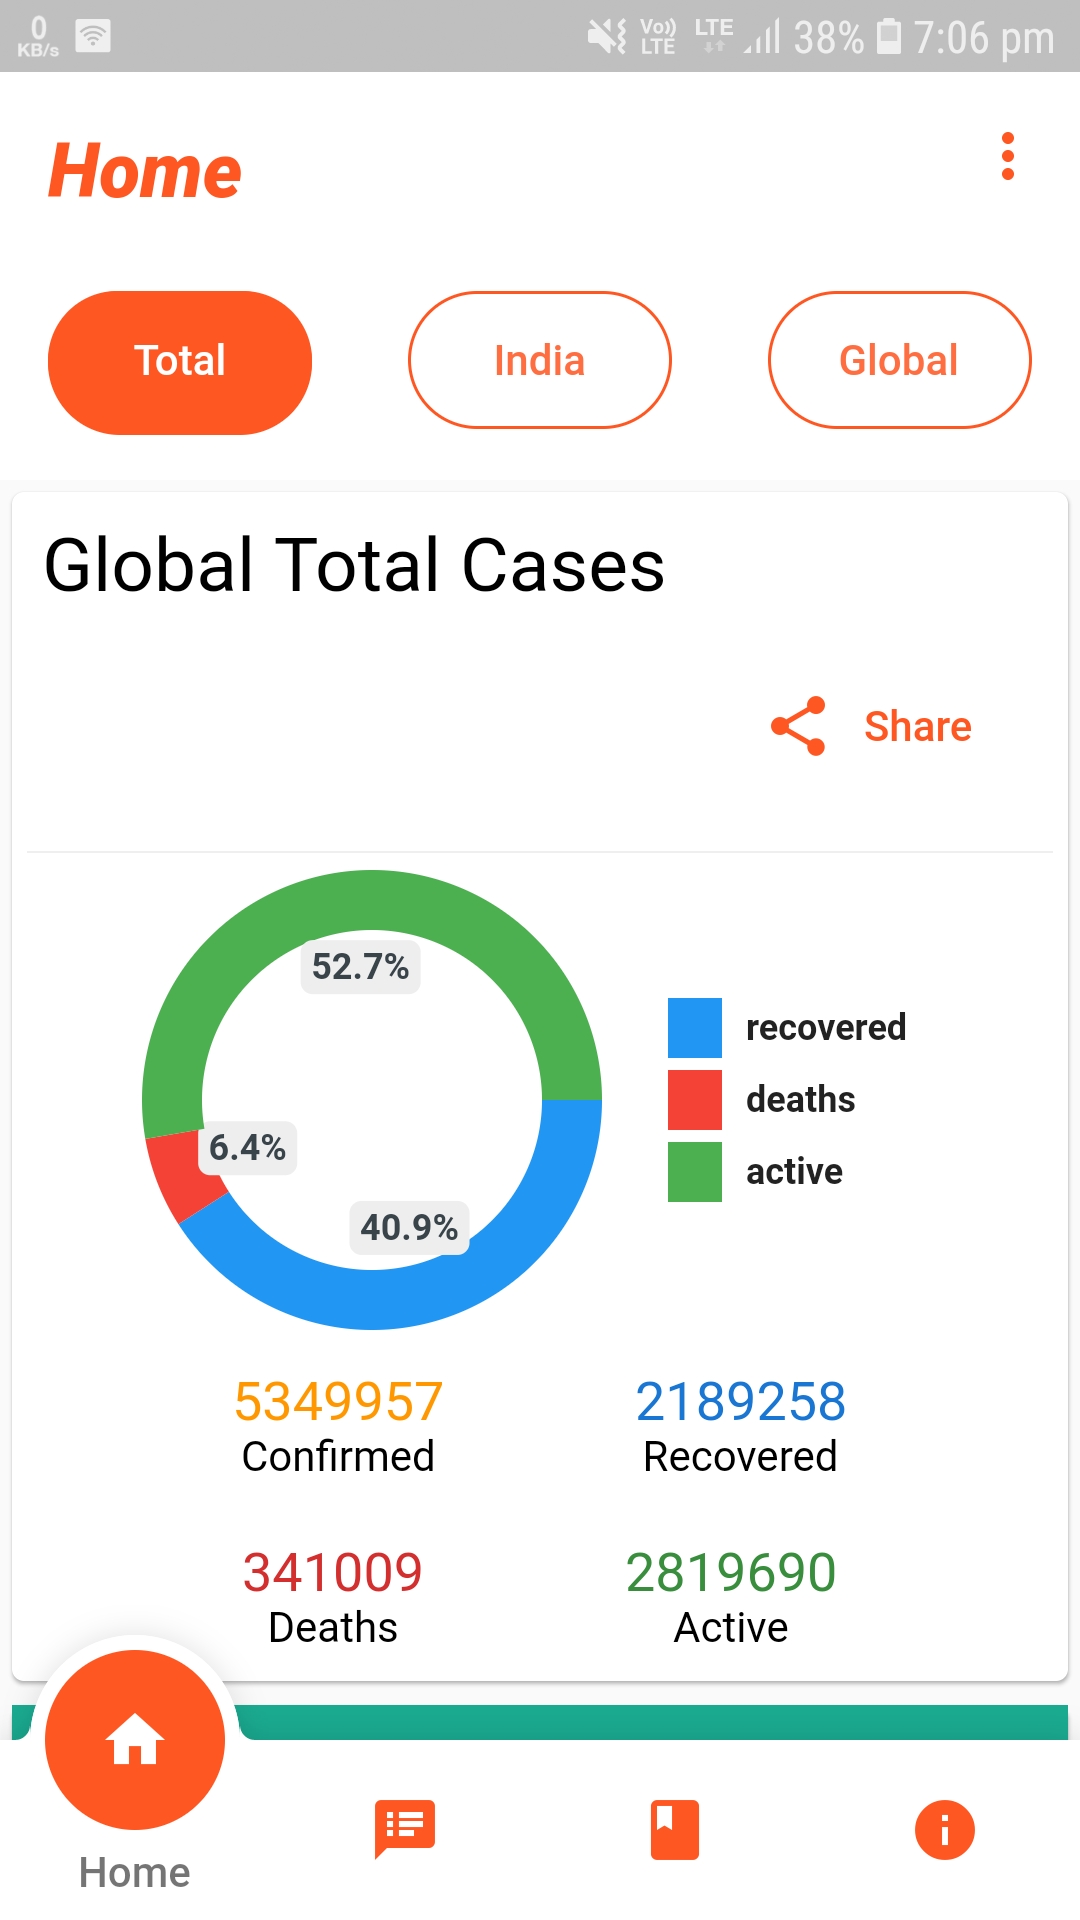 0
KB/s
Vo))
LTE
LTE
38%
7:06 pm
Home
Total
India
Global
Global Total Cases
Share
52.7%
6.4%
40.9%
recovered
deaths
active
5349957
2189258
Confirmed
Recovered
341009
2819690
Deaths
Active
Home